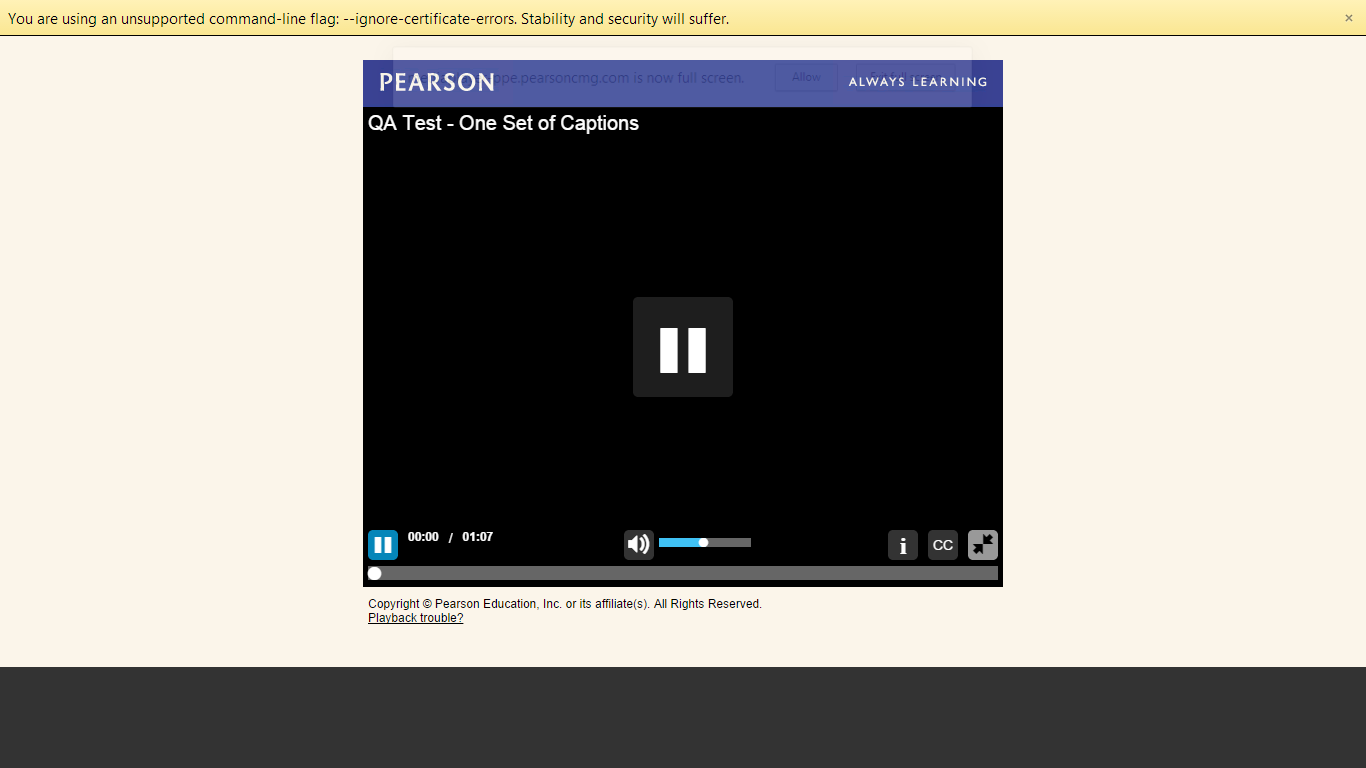 You are using an unsupported command-line flag: --ignore-certificate-errors. Stability and security will suffer.
PEARSON
pearsoncmg.com is now full screen.
Allow
ALWAYS LEARNING
QA Test - One Set of Captions
00:00 / 01:07
i
CC
Copyright © Pearson Education, Inc. or its affiliate(s). All Rights Reserved.
Playback trouble?